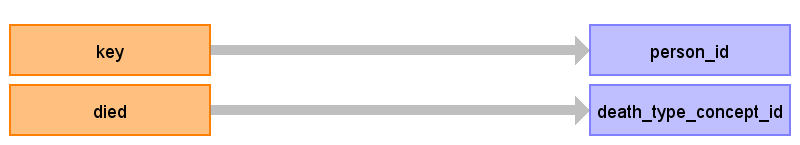 key
person_id
died
death_type_concept_id